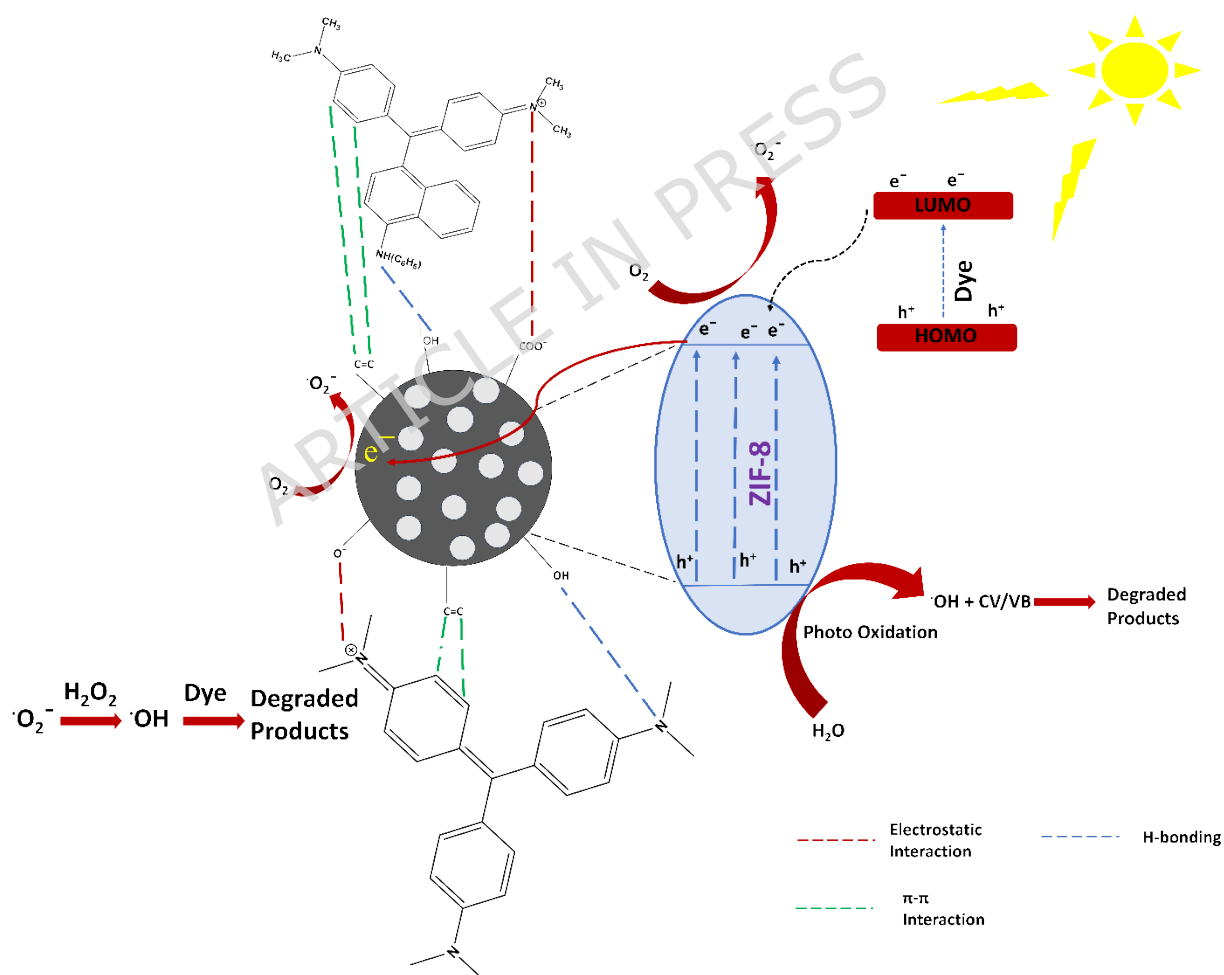 CH₃
H₃C
N
CH₃
N⊕
CH₃
NH(C₆H₅)
OH
COO⁻
C=C
·O₂⁻
O₂
e⁻
O⁻
OH
C=C
⊕
N
N
N
·O₂⁻
O₂
e⁻ e⁻
LUMO
Dye
h⁺ h⁺
HOMO
e⁻ e⁻ e⁻
ZIF-8
h⁺ h⁺ h⁺
·OH + CV/VB
Degraded
Products
Photo Oxidation
H₂O
·O₂⁻
H₂O₂
·OH
Dye
Degraded
Products
Electrostatic
Interaction
H-bonding
π-π
Interaction
ARTICLE IN PRESS